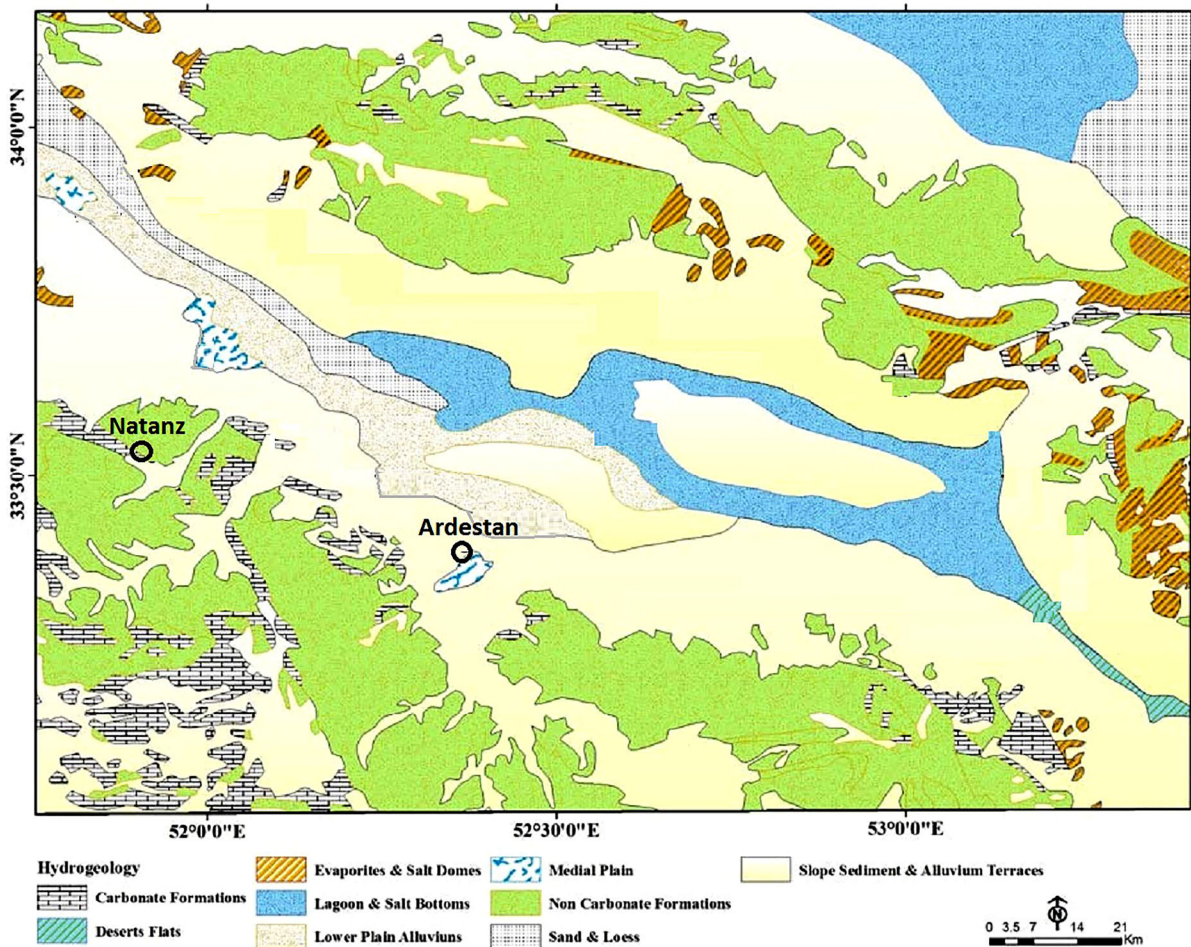 34°0'0"N
Natanz
33°30'0"N
Ardestan
52°0'0"E
52°30'0"E
53°0'0"E
Hydrogeology
Carbonate Formations
Deserts Flats
Evaporites & Salt Domes
Lagoon & Salt Bottoms
Lower Plain Alluviuns
Medial Plain
Non Carbonate Formations
Sand & Loess
Slope Sediment & Alluvium Terraces
N
0 3.5 7 14 21
Km